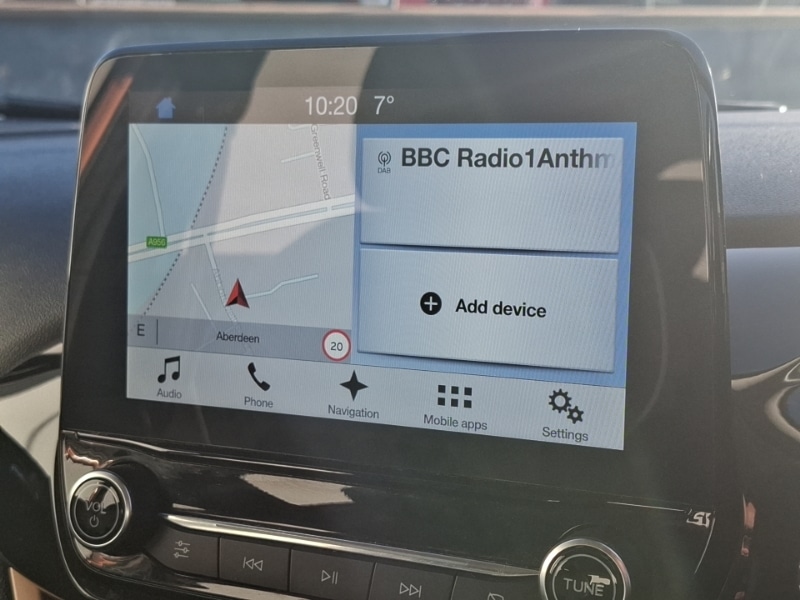 10:20 7°
Greenwell Road
A956
E
Aberdeen
20
DAB
BBC Radio1Anthm
Add device
Audio
Phone
Navigation
Mobile apps
Settings
VOL
TUNE